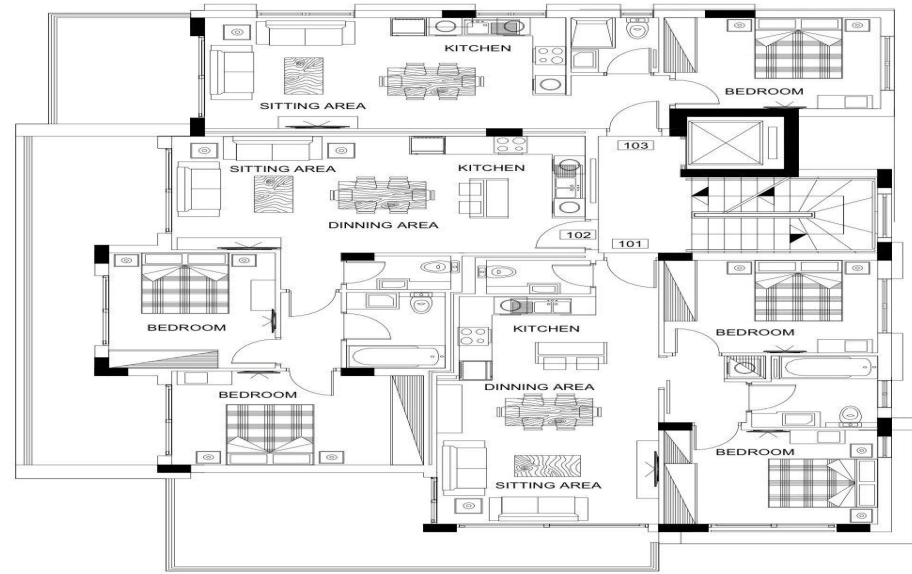 KITCHEN
SITTING AREA
BEDROOM
103
SITTING AREA
KITCHEN
DINNING AREA
102
101
BEDROOM
KITCHEN
BEDROOM
DINNING AREA
BEDROOM
BEDROOM
SITTING AREA